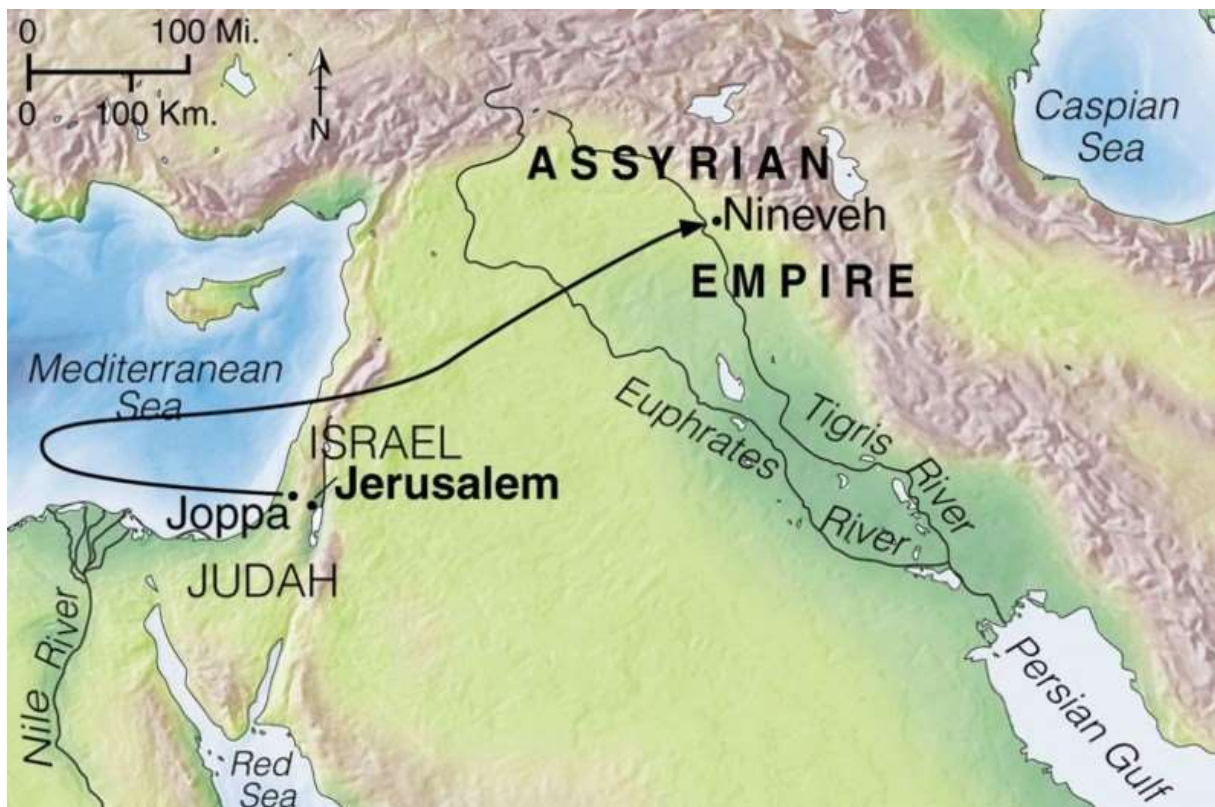 0 100 Mi.
0 100 Km.
N
Caspian
Sea
ASSYRIAN
Nineveh
EMPIRE
Mediterranean
Sea
Euphrates
River
Tigris
River
ISRAEL
Jerusalem
Joppa
JUDAH
Nile River
Red
Sea
Persian Gulf